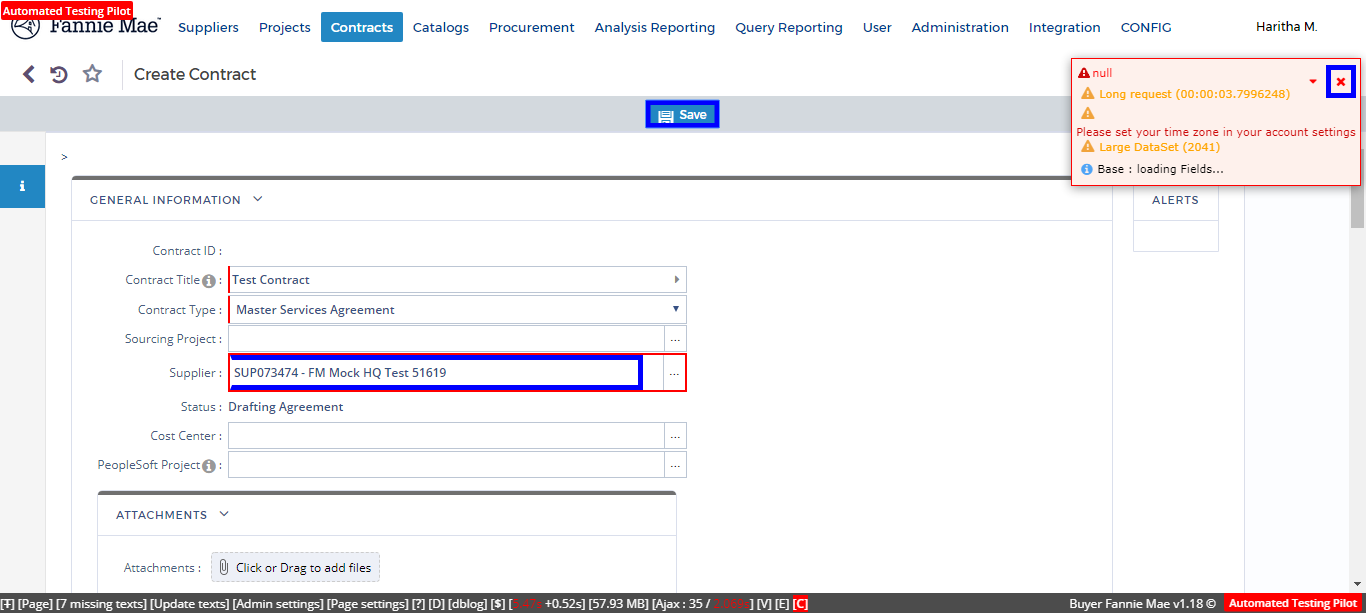 Automated Testing Pilot
Fannie Mae
Suppliers Projects Contracts Catalogs Procurement Analysis Reporting Query Reporting User Administration Integration CONFIG Haritha M.
Create Contract
null
Long request (00:00:03.7996248)
Please set your time zone in your account settings
Large DataSet (2041)
Base : loading Fields...
Save
>
GENERAL INFORMATION
ALERTS
Contract ID :
Contract Title : Test Contract
Contract Type : Master Services Agreement
Sourcing Project : ...
Supplier : SUP073474 - FM Mock HQ Test 51619 ...
Status : Drafting Agreement
Cost Center : ...
PeopleSoft Project : ...
ATTACHMENTS
Attachments : Click or Drag to add files
[Ŧ] [Page] [7 missing texts] [Update texts] [Admin settings] [Page settings] [?] [D] [dblog] [$] [ +0.52s] [57.93 MB] [Ajax : 35 / ] [V] [E] [C] Buyer Fannie Mae v1.18 © Automated Testing Pilot